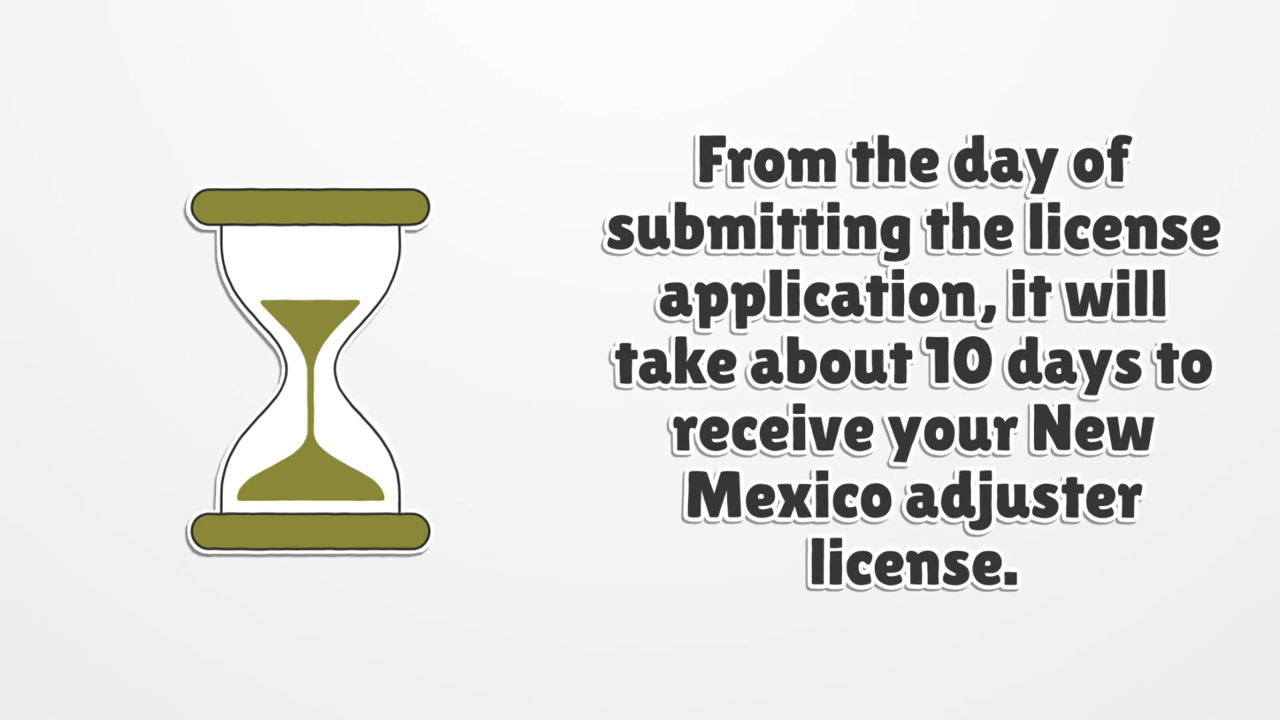 From the day of
submitting the license
application, it will
take about 10 days to
receive your New
Mexico adjuster
license.